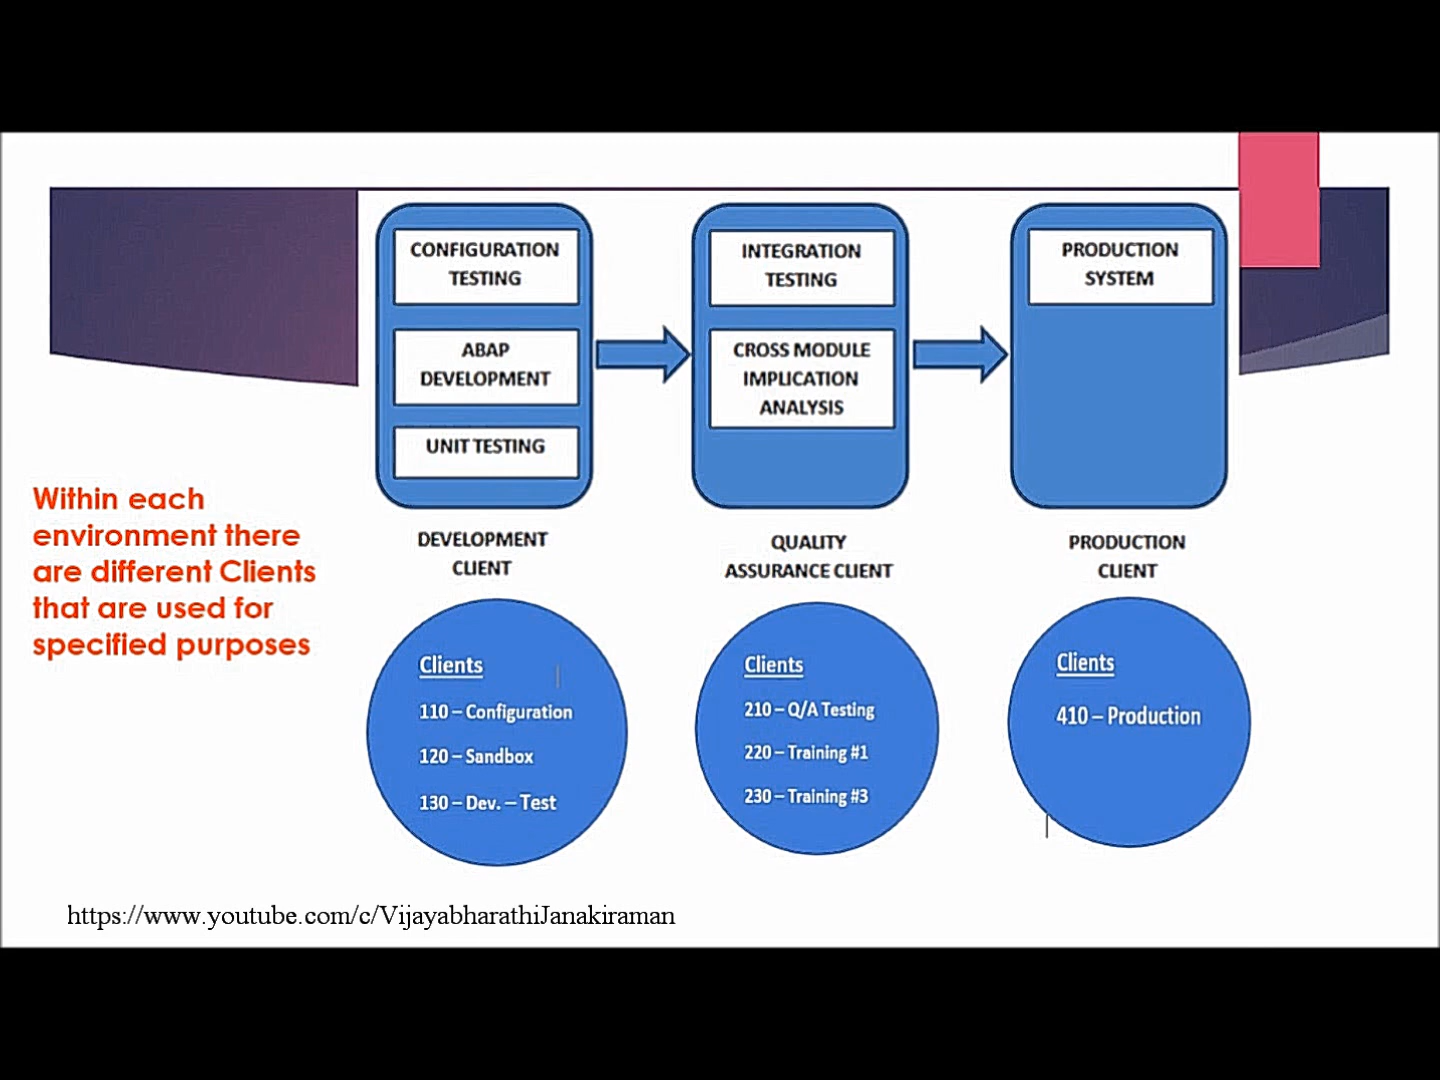 CONFIGURATION
TESTING
ABAP
DEVELOPMENT
UNIT TESTING
INTEGRATION
TESTING
CROSS MODULE
IMPLICATION
ANALYSIS
PRODUCTION
SYSTEM
Within each
environment there
are different Clients
that are used for
specified purposes
DEVELOPMENT
CLIENT
QUALITY
ASSURANCE CLIENT
PRODUCTION
CLIENT
Clients
110 – Configuration
120 – Sandbox
130 – Dev. – Test
Clients
210 – Q/A Testing
220 – Training #1
230 – Training #3
Clients
410 – Production
https://www.youtube.com/c/VijayabharathiJanakiraman